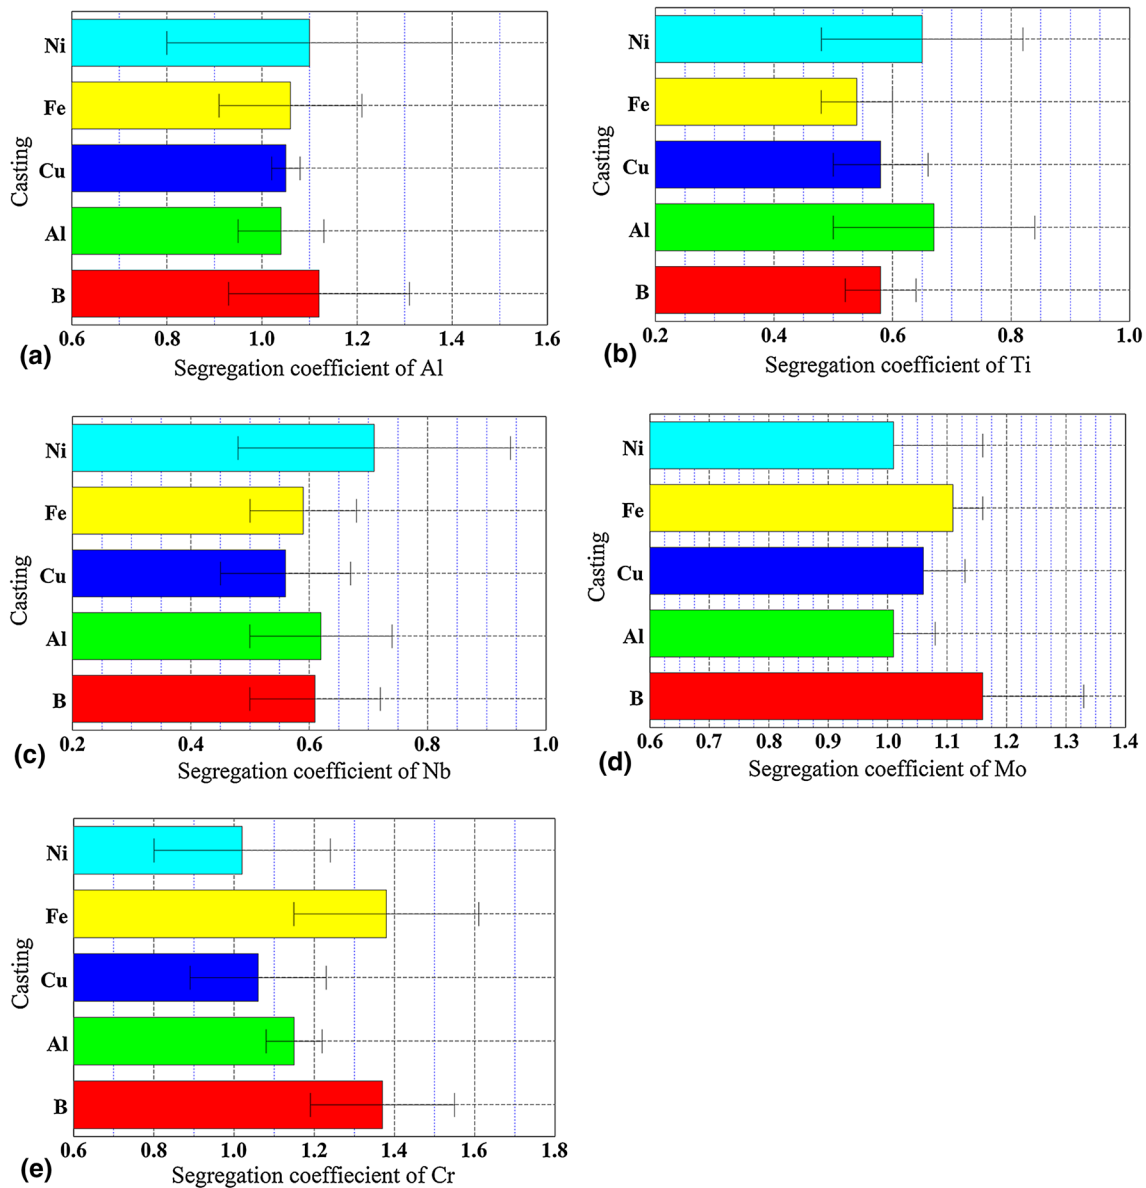 Casting
Ni
Fe
Cu
Al
B
0.6 0.8 1.0 1.2 1.4 1.6
(a)
Segregation coefficient of Al
Casting
Ni
Fe
Cu
Al
B
0.2 0.4 0.6 0.8 1.0
(b)
Segregation coefficient of Ti
Casting
Ni
Fe
Cu
Al
B
0.2 0.4 0.6 0.8 1.0
(c)
Segregation coefficient of Nb
Casting
Ni
Fe
Cu
Al
B
0.6 0.7 0.8 0.9 1.0 1.1 1.2 1.3 1.4
(d)
Segregation coefficient of Mo
Casting
Ni
Fe
Cu
Al
B
0.6 0.8 1.0 1.2 1.4 1.6 1.8
(e)
Segregation coeffiecient of Cr